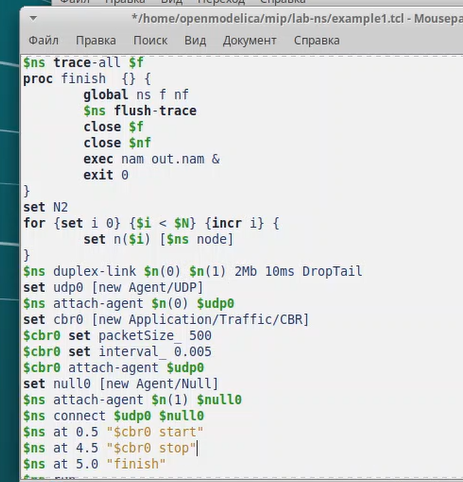 Файл Правка Вид Переход Справка
*/home/openmodelica/mip/lab-ns/example1.tcl - Mousepa
Файл Правка Поиск Вид Документ Справка
$ns trace-all $f
proc finish  {} {
        global ns f nf
        $ns flush-trace
        close $f
        close $nf
        exec nam out.nam &
        exit 0
}
set N2
for {set i 0} {$i < $N} {incr i} {
        set n($i) [$ns node]
}
$ns duplex-link $n(0) $n(1) 2Mb 10ms DropTail
set udp0 [new Agent/UDP]
$ns attach-agent $n(0) $udp0
set cbr0 [new Application/Traffic/CBR]
$cbr0 set packetSize_ 500
$cbr0 set interval_ 0.005
$cbr0 attach-agent $udp0
set null0 [new Agent/Null]
$ns attach-agent $n(1) $null0
$ns connect $udp0 $null0
$ns at 0.5 "$cbr0 start"
$ns at 4.5 "$cbr0 stop"
$ns at 5.0 "finish"
$ns run